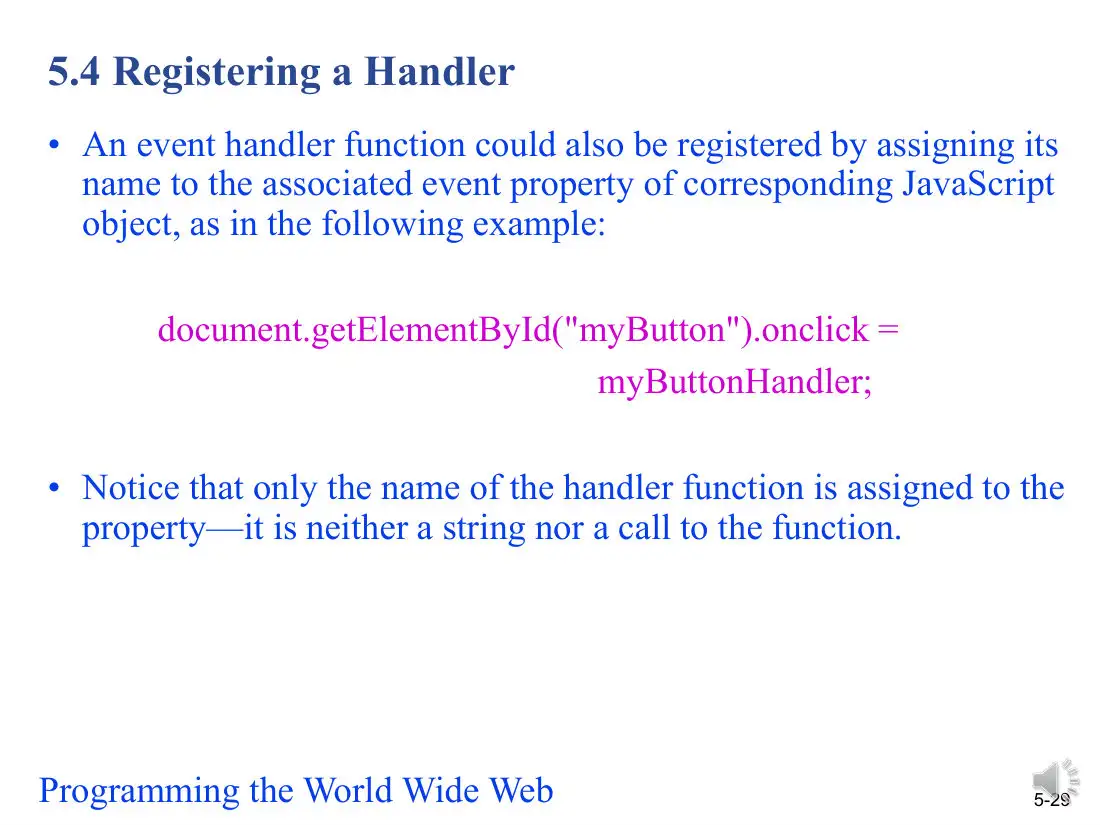 5.4 Registering a Handler
• An event handler function could also be registered by assigning its
name to the associated event property of corresponding JavaScript
object, as in the following example:
document.getElementById("myButton").onclick =
myButtonHandler;
• Notice that only the name of the handler function is assigned to the
property—it is neither a string nor a call to the function.
Programming the World Wide Web
5-29